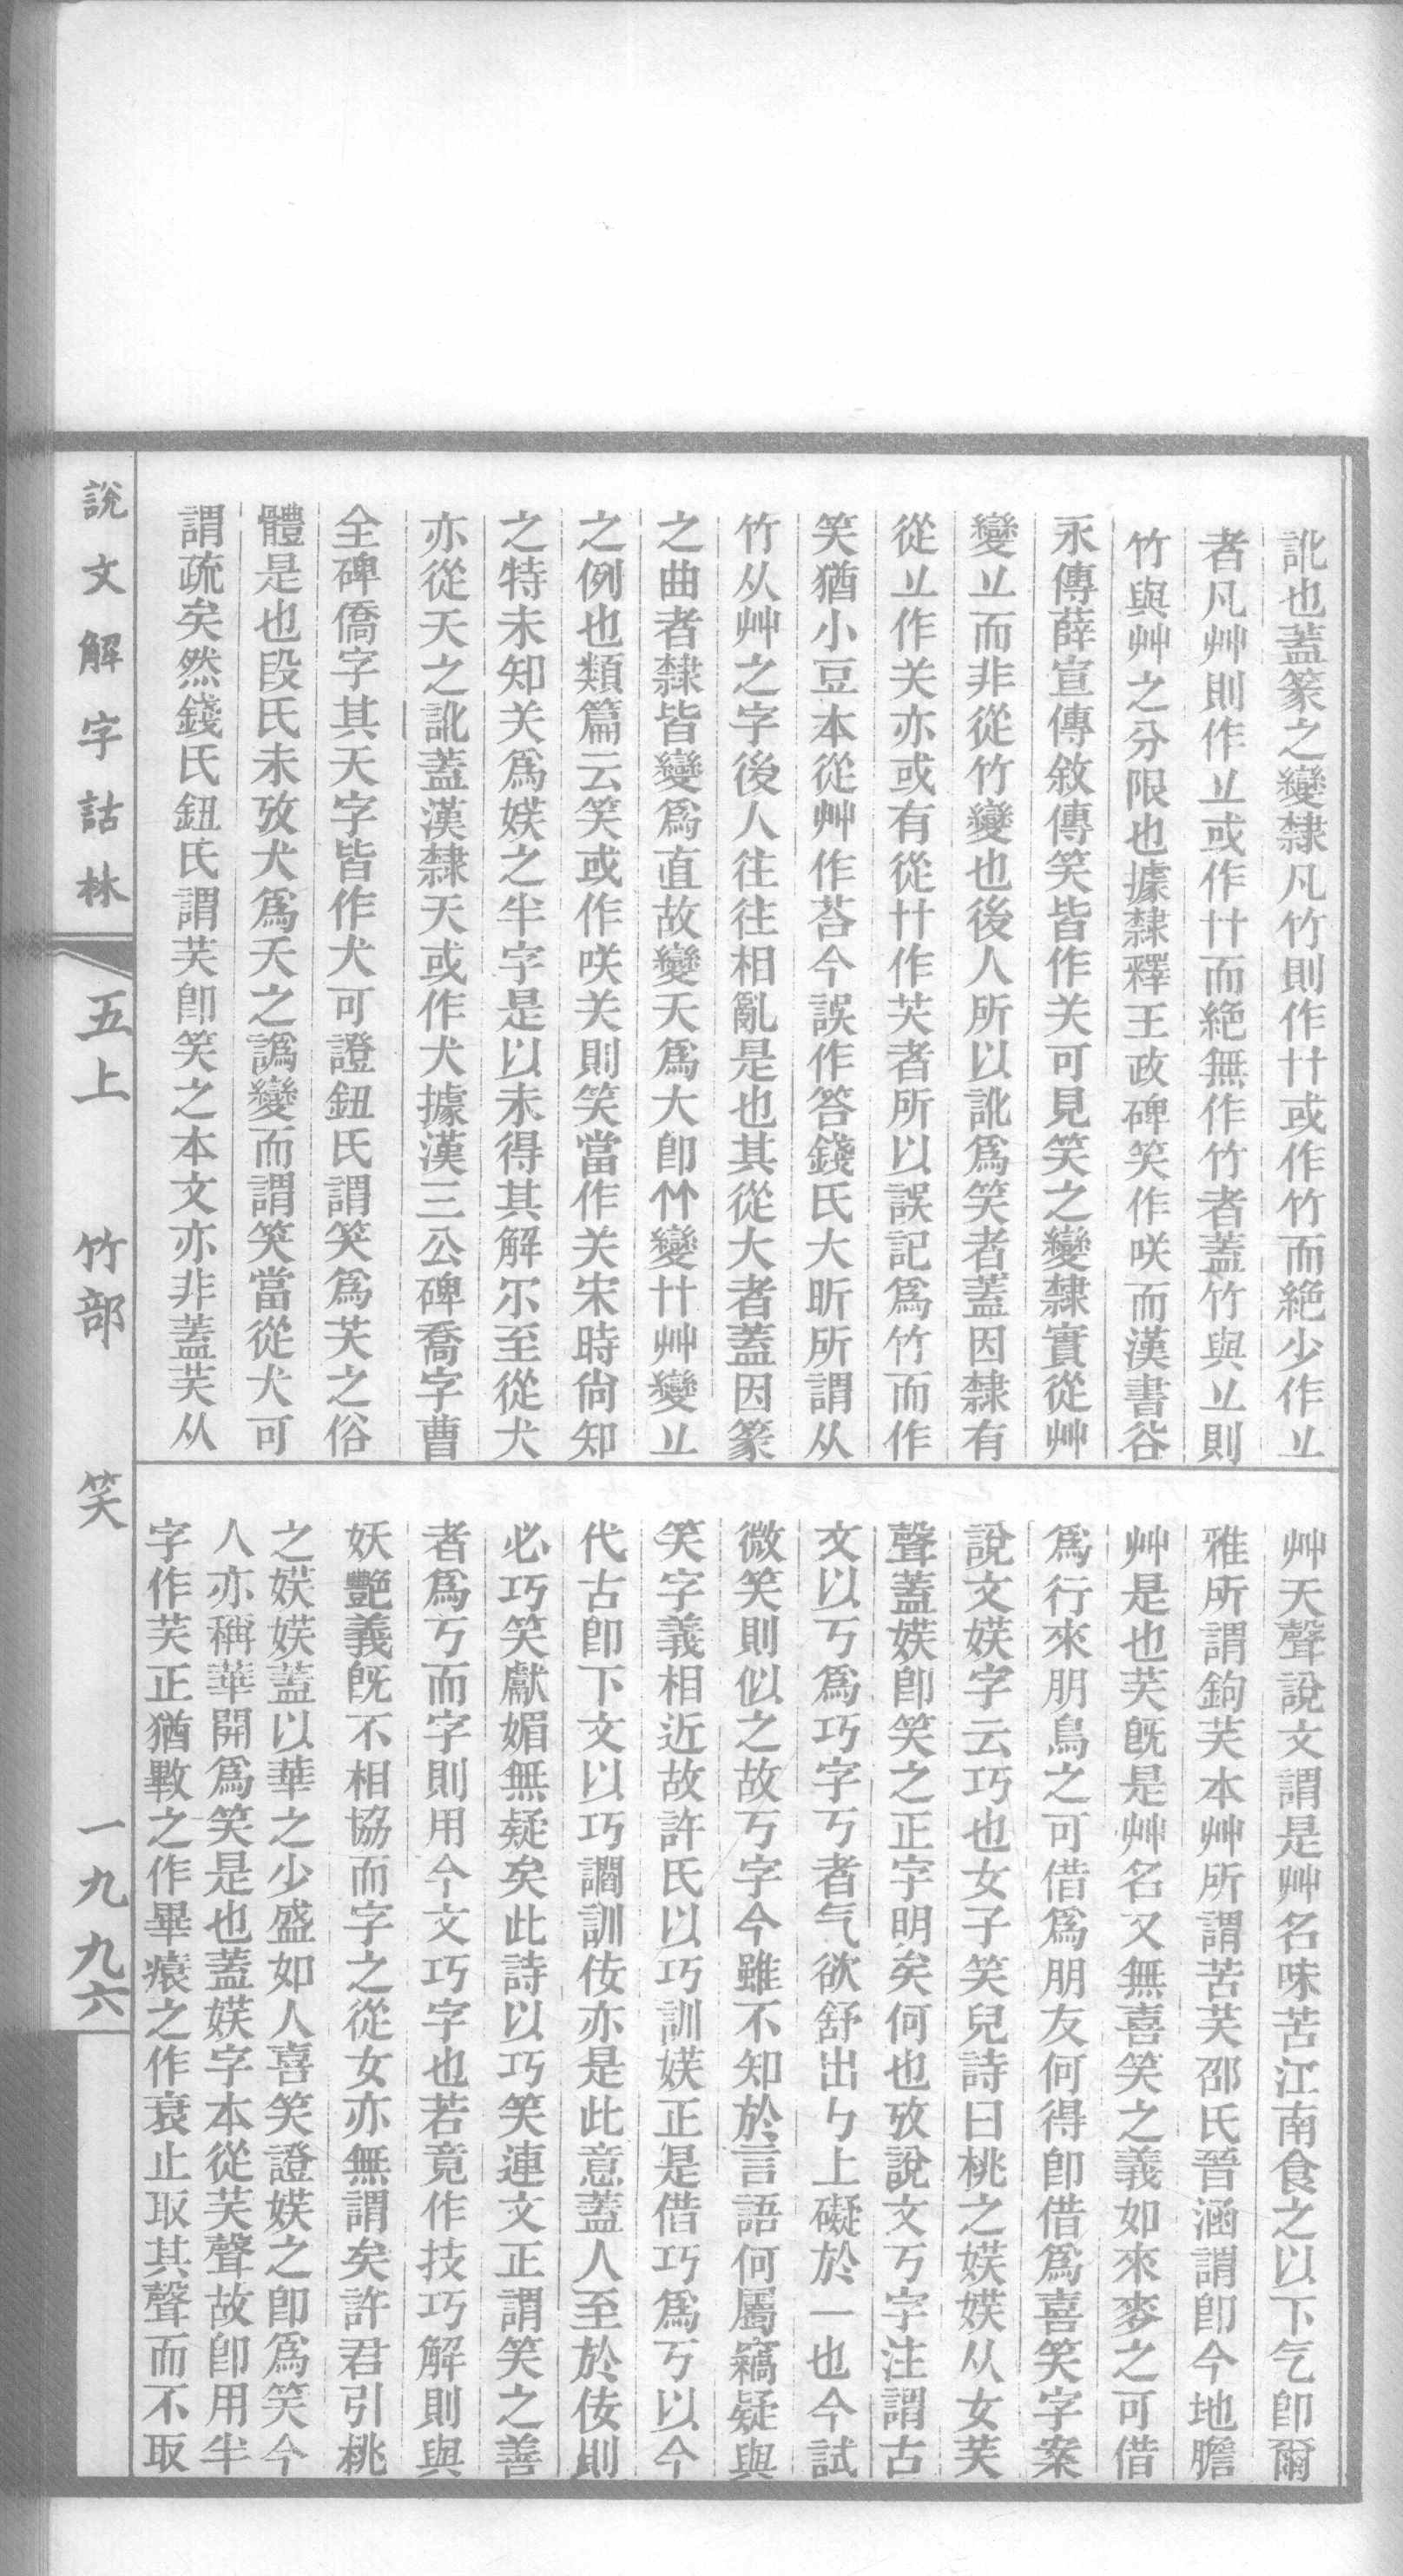 訛也蓋篆之變隸凡竹則作卄或作竹而絶少作䒑
者凡艸則作䒑或作卄而絶無作竹者蓋竹與䒑則
竹與艸之分限也據隸釋王政碑笑作咲而漢書谷
永傳薛宣傳敘傳笑皆作关可見笑之變隸實從艸
變䒑而非從竹變也後人所以訛爲笑者蓋因隸有
從䒑作关亦或有從卄作芺者所以誤記爲竹而作
笑猶小豆本從艸作荅今誤作答錢氏大昕所謂从
竹从艸之字後人往往相亂是也其從大者蓋因篆
之曲者隸皆變爲直故變夭爲大卽竹變卄艸變䒑
之例也類篇云笑或作咲关則笑當作关宋時尙知
之特未知关爲媄之半字是以未得其解尔至從犬
亦從夭之訛蓋漢隸夭或作犬據漢三公碑喬字曹
全碑僑字其夭字皆作犬可證鈕氏謂笑爲芺之俗
體是也段氏未攷犬爲夭之譌變而謂笑當從犬可
謂疏矣然錢氏鈕氏謂芺卽笑之本文亦非蓋芺从
艸夭聲說文謂是艸名味苦江南食之以下气卽爾
雅所謂鉤芺本艸所謂苦芺邵氏晉涵謂卽今地膽
艸是也芺旣是艸名又無喜笑之義如來麥之可借
爲行來朋鳥之可借爲朋友何得卽借爲喜笑字案
說文媄字云巧也女子笑皃詩曰桃之媄媄从女芺
聲蓋媄卽笑之正字明矣何也攷說文丂字注謂古
文以丂爲巧字丂者气欲舒出勹上礙於一也今試
微笑則似之故丂字今雖不知於言語何屬竊疑與
笑字義相近故許氏以巧訓媄正是借巧爲丂以今
代古卽下文以巧讇訓佞亦是此意蓋人至於佞則
必巧笑獻媚無疑矣此詩以巧笑連文正謂笑之善
者爲丂而字則用今文巧字也若竟作技巧解則與
妖艷義旣不相協而字之從女亦無謂矣許君引桃
之媄媄蓋以華之少盛如人喜笑證媄之卽爲笑今
人亦稱華開爲笑是也蓋媄字本從芺聲故卽用半
字作芺正猶斁之作畢瘝之作衰止取其聲而不取
說文解字詁林
五上 竹部 笑 一九九六